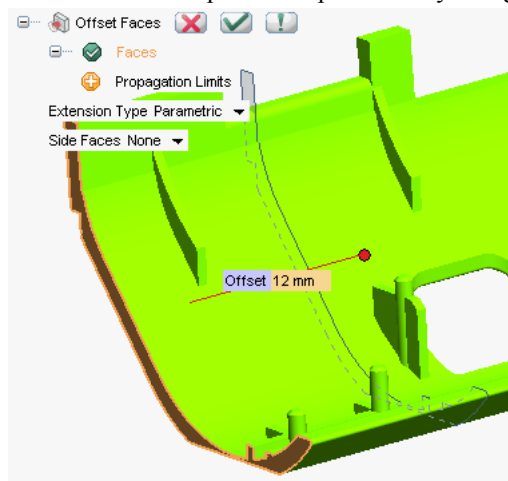 Offset Faces
Faces
Propagation Limits
Extension Type Parametric
Side Faces None
Offset 12 mm